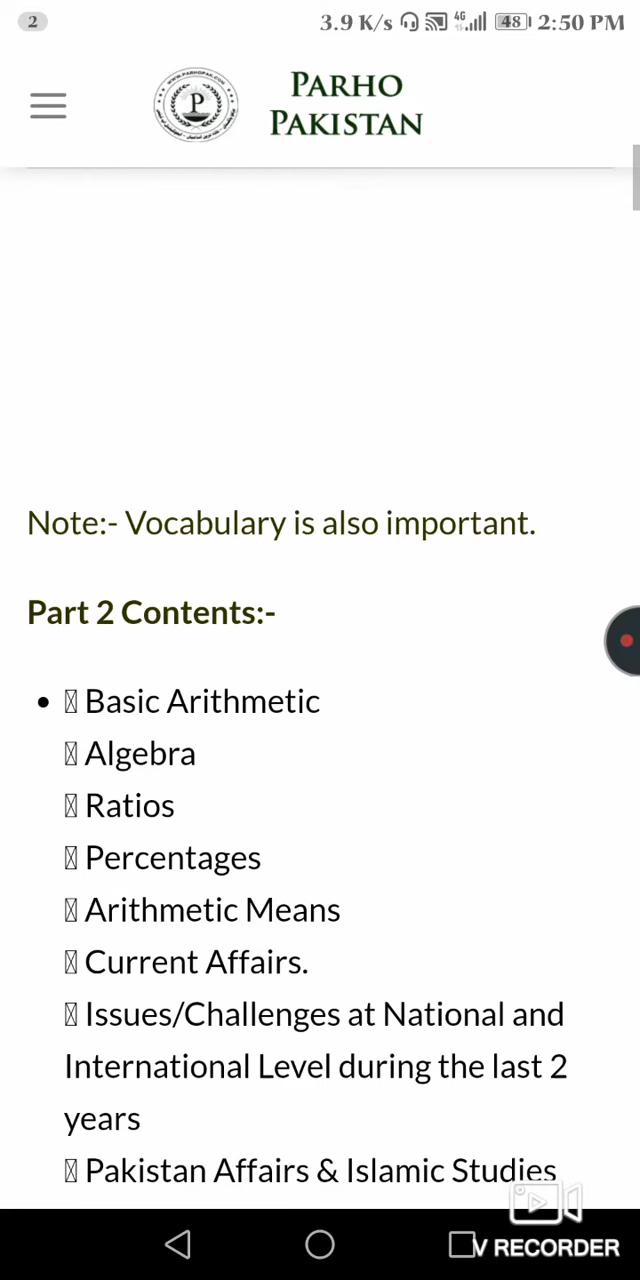 2
3.9 K/s 4G 48 2:50 PM
P
PARHO
PAKISTAN
Note:- Vocabulary is also important.
Part 2 Contents:-
Basic Arithmetic
Algebra
Ratios
Percentages
Arithmetic Means
Current Affairs.
Issues/Challenges at National and
International Level during the last 2
years
Pakistan Affairs & Islamic Studies
V RECORDER